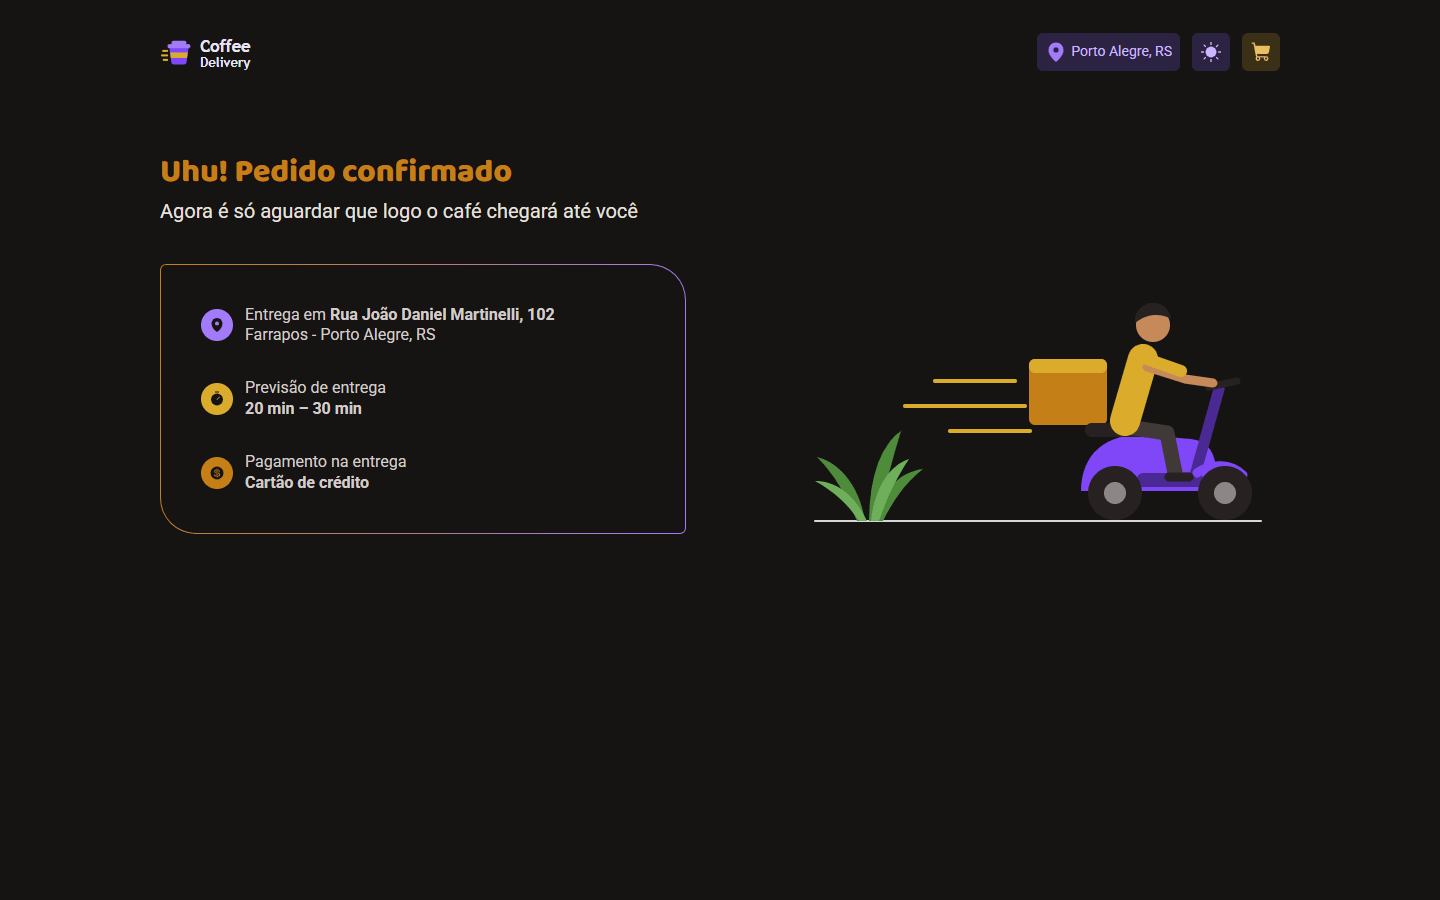 Coffee
Delivery
Porto Alegre, RS
Uhu! Pedido confirmado
Agora é só aguardar que logo o café chegará até você
Entrega em Rua João Daniel Martinelli, 102
Farrapos - Porto Alegre, RS
Previsão de entrega
20 min – 30 min
$
Pagamento na entrega
Cartão de crédito